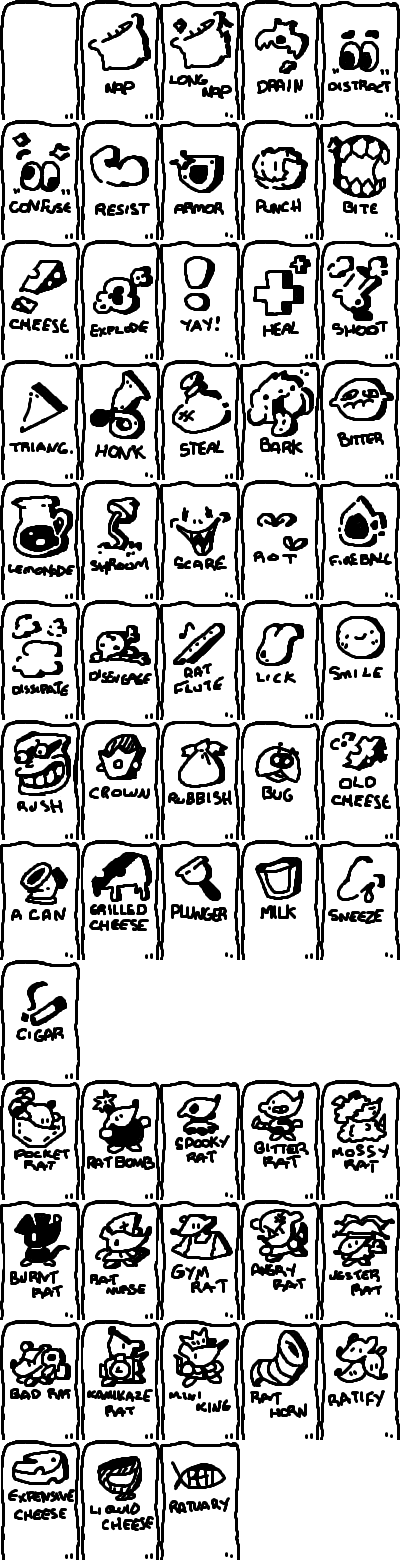 NAP
LONG
NAP
DRAIN
DISTRACT
CONFUSE
RESIST
ARMOR
PUNCH
BITE
CHEESE
EXPLODE
YAY!
HEAL
SHOOT
TRIANG.
HONK
STEAL
BARK
BITTER
LEMONADE
SHROOM
SCARE
ROT
FIREBALL
DISSIPATE
DISENGAGE
RAT
FLUTE
LICK
SMILE
RUSH
CROWN
RUBBISH
BUG
OLD
CHEESE
A CAN
GRILLED
CHEESE
PLUNGER
MILK
SNEEZE
CIGAR
POCKET
RAT
RAT BOMB
SPOOKY
RAT
BITTER
RAT
MOSSY
RAT
BURNT
RAT
RAT
NURSE
GYM
RAT
ANGRY
RAT
JESTER
RAT
BAD RAT
KAMIKAZE
RAT
MINI
KING
RAT
HORN
RATIFY
EXPENSIVE
CHEESE
LIQUID
CHEESE
RAT
RATUARY